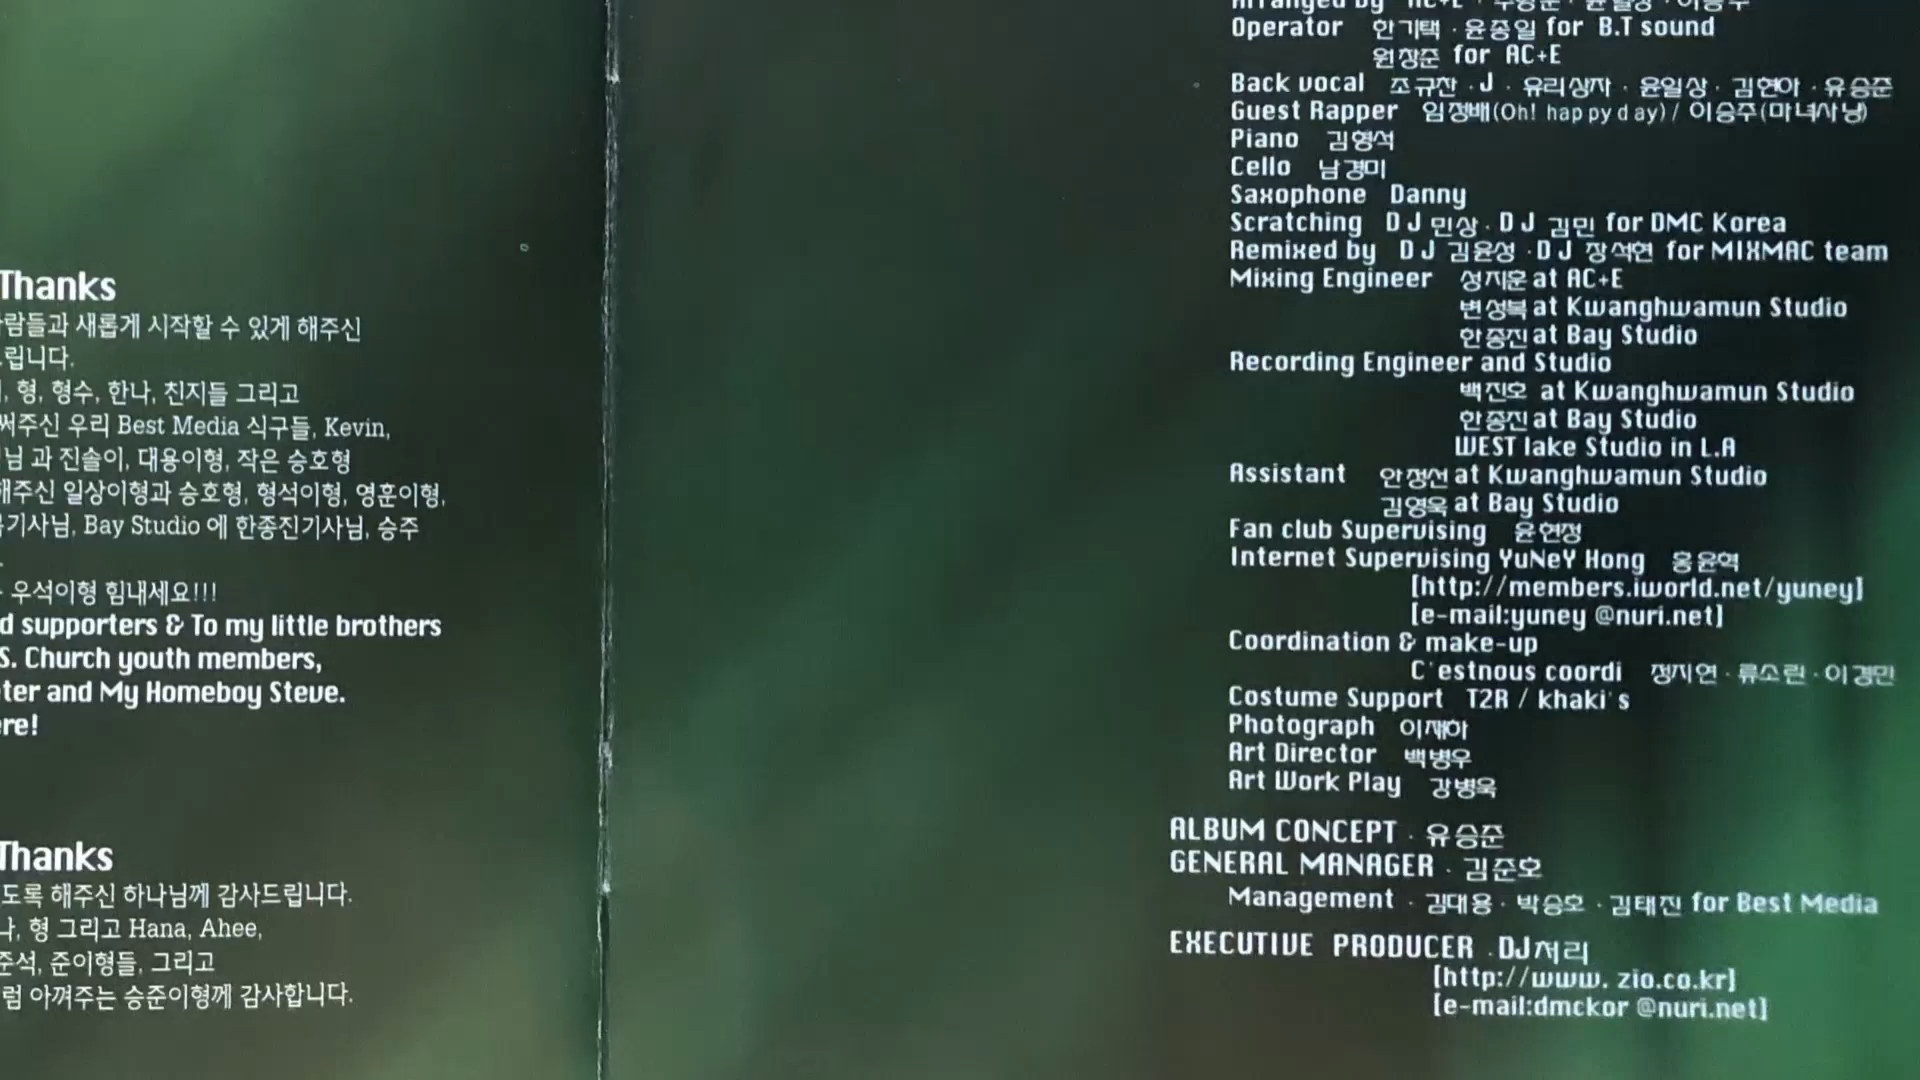 Thanks
람들과 새롭게 시작할 수 있게 해주신
립니다.
, 형, 형수, 한나, 친지들 그리고
써주신 우리 Best Media 식구들, Kevin,
님 과 진솔이, 대용이형, 작은 승호형
해주신 일상이형과 승호형, 형석이형, 영훈이형,
기사님, Bay Studio 에 한종진기사님, 승주
우석이형 힘내세요!!!
d supporters & To my little brothers
S. Church youth members,
ter and My Homeboy Steve.
ere!
Thanks
도록 해주신 하나님께 감사드립니다.
나, 형 그리고 Hana, Ahee,
준석, 준이형들, 그리고
럼 아껴주는 승준이형께 감사합니다.
Arranged by AC+E · 윤일상 · 이승주
Operator 한기택 · 윤종일 for B.T sound
원창준 for AC+E
Back vocal 조규찬 · J · 유리상자 · 윤일상 · 김현아 · 유승준
Guest Rapper 임정배(Oh! happy day) / 이승주(마녀사냥)
Piano 김형석
Cello 남경미
Saxophone Danny
Scratching DJ 민상 · DJ 김민 for DMC Korea
Remixed by DJ 김윤성 · DJ 장석현 for MIXMAC team
Mixing Engineer 성지훈 at AC+E
변성복 at Kwanghwamun Studio
한종진 at Bay Studio
Recording Engineer and Studio
백진호 at Kwanghwamun Studio
한종진 at Bay Studio
WEST lake Studio in L.A
Assistant 안정선 at Kwanghwamun Studio
김영욱 at Bay Studio
Fan club Supervising 윤현정
Internet Supervising YuNeY Hong 홍윤혁
[http://members.iworld.net/yuney]
[e-mail:yuney @nuri.net]
Coordination & make-up
C'estnous coordi 정지연 · 류소란 · 이경민
Costume Support T2R / khaki's
Photograph 이재하
Art Director 백병우
Art Work Play 강병욱
ALBUM CONCEPT · 유승준
GENERAL MANAGER · 김준호
Management · 김대용 · 박승호 · 김태진 for Best Media
EXECUTIVE PRODUCER · DJ처리
[http://www. zio.co.kr]
[e-mail:dmckor @nuri.net]